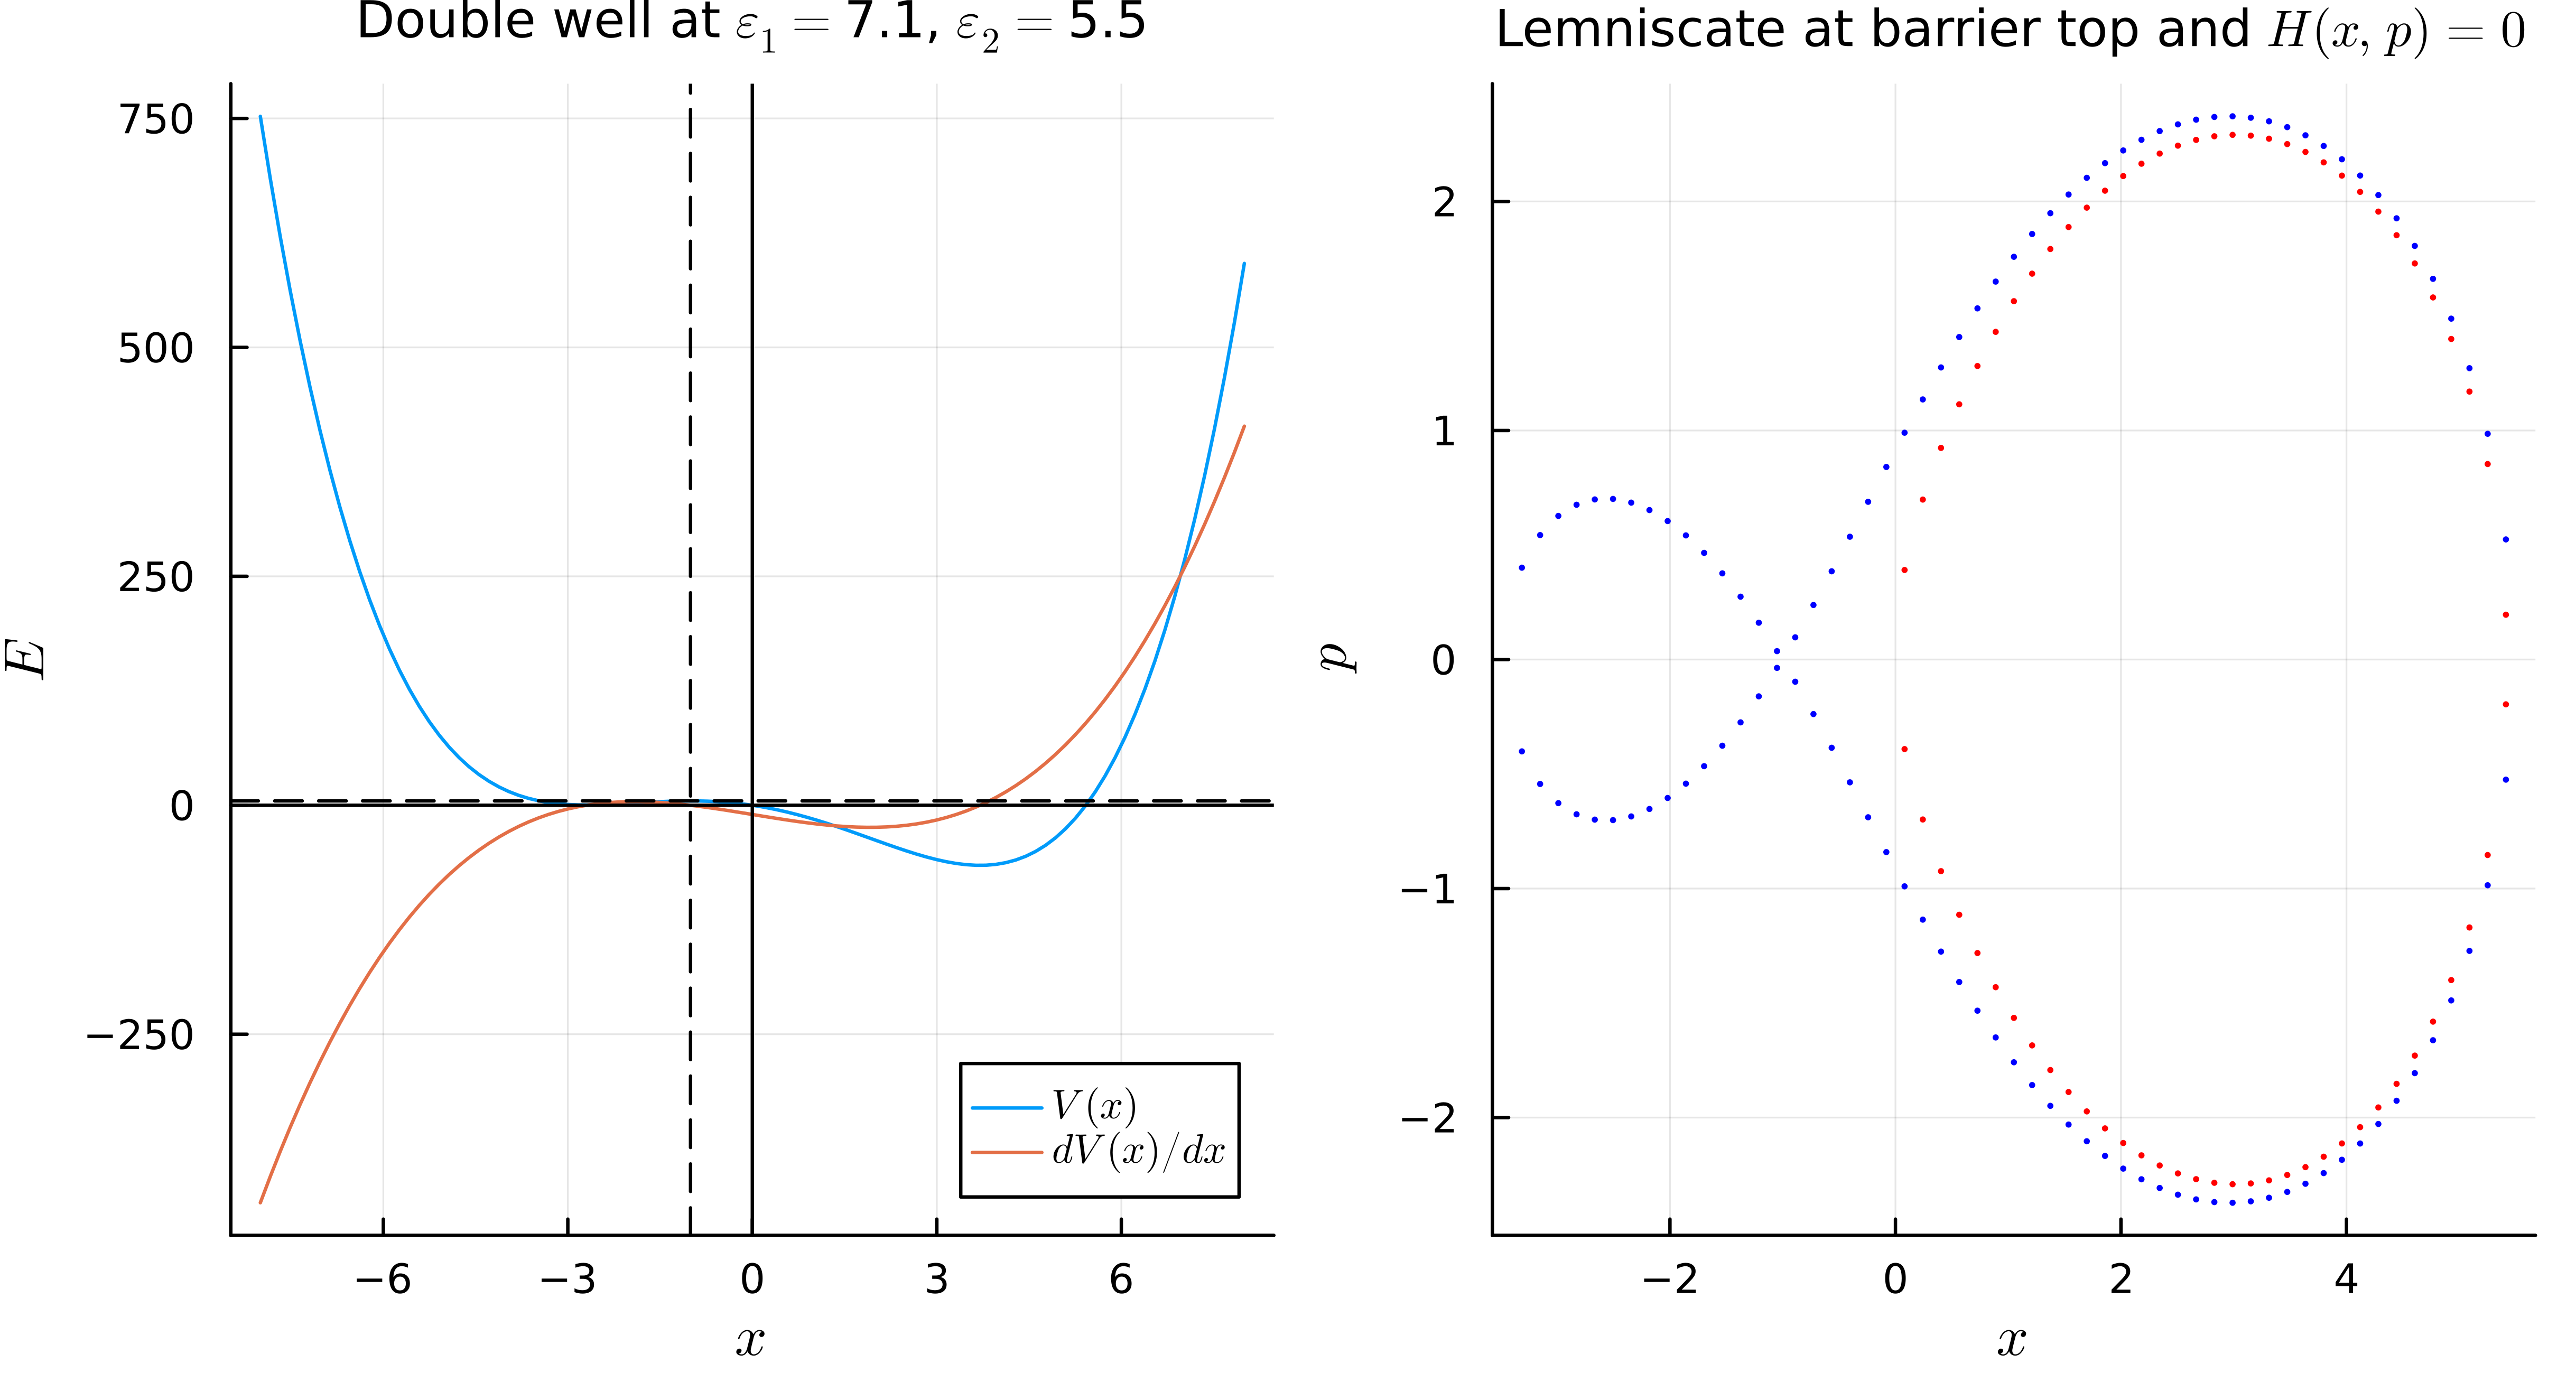 Double well at ε₁ = 7.1, ε₂ = 5.5
E
750
500
250
0
−250
−6 −3 0 3 6
x
V(x)
dV(x)/dx
Lemniscate at barrier top and H(x, p) = 0
p
2
1
0
−1
−2
−2 0 2 4
x